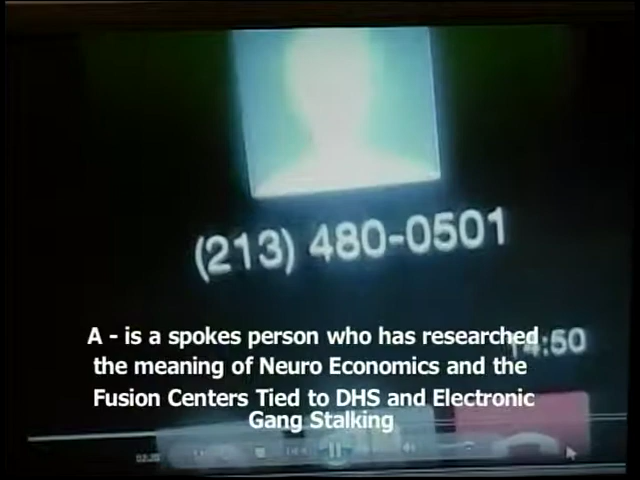 (213) 480-0501
14:50
A - is a spokes person who has researched
the meaning of Neuro Economics and the
Fusion Centers Tied to DHS and Electronic
Gang Stalking